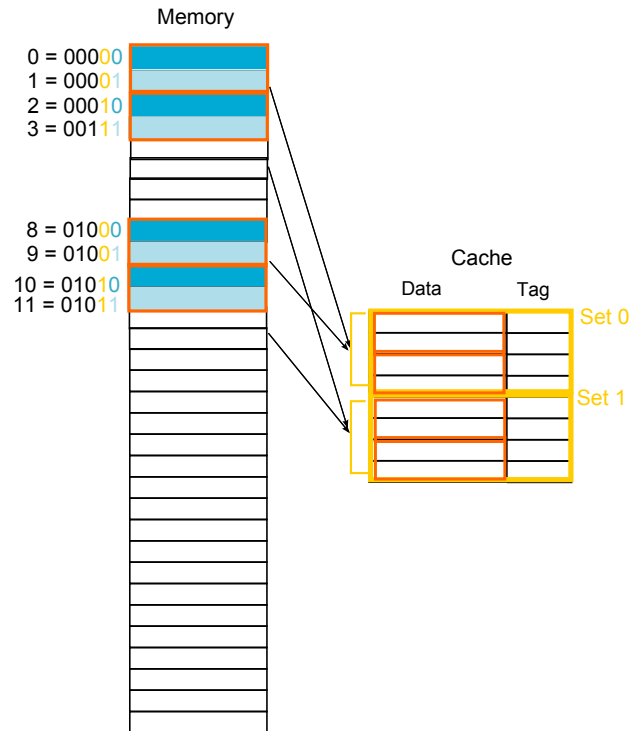 Memory
0 = 00000
1 = 00001
2 = 00010
3 = 00111
8 = 01000
9 = 01001
10 = 01010
11 = 01011
Cache
Data Tag
Set 0
Set 1